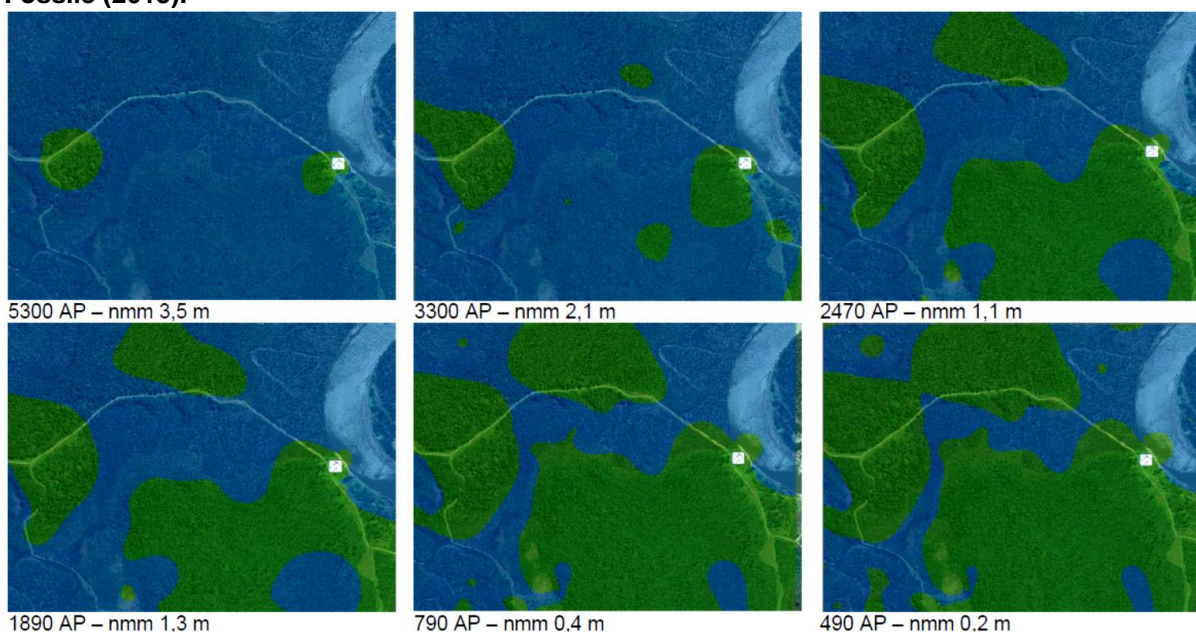 5300 AP – nmm 3,5 m
3300 AP – nmm 2,1 m
2470 AP – nmm 1,1 m
1890 AP – nmm 1,3 m
790 AP – nmm 0,4 m
490 AP – nmm 0,2 m